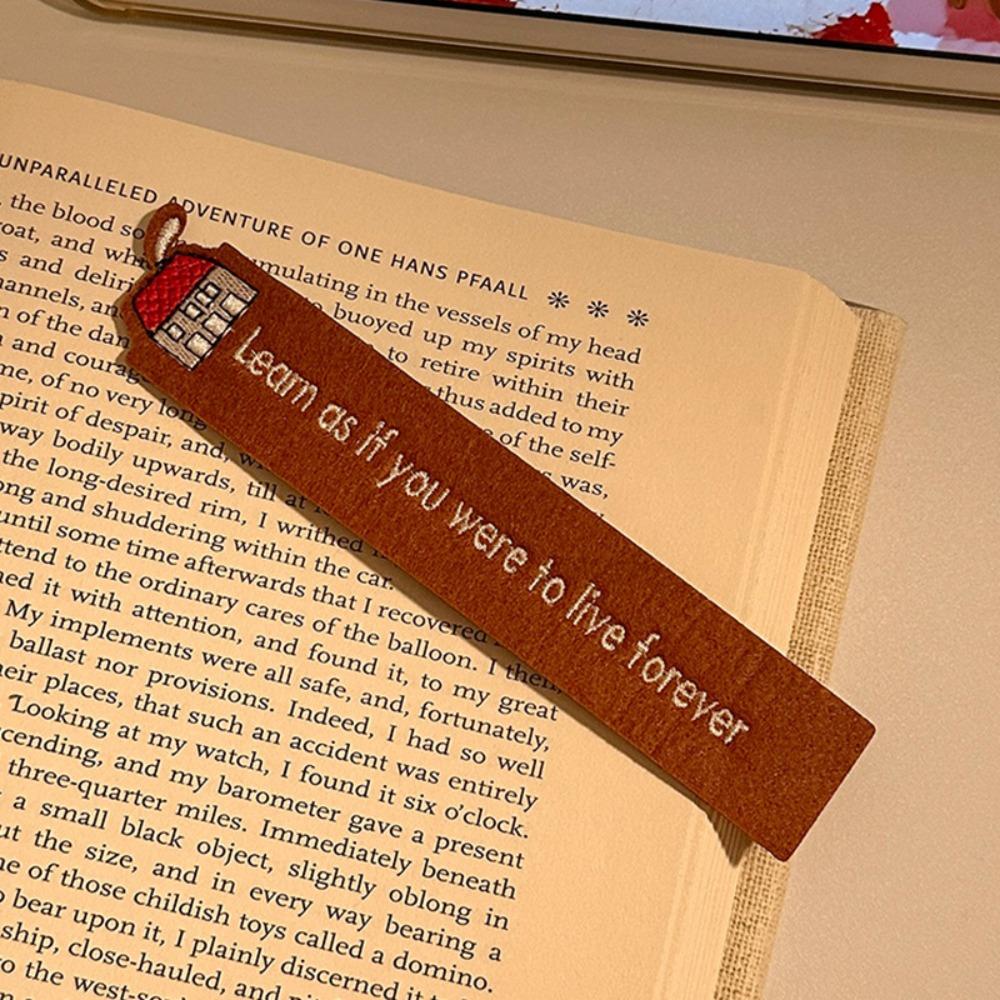 UNPARALLELED ADVENTURE OF ONE HANS PFAALL * * *
the blood so mulating in the vessels of my head
and buoyed up my spirits with
and deliri to retire within their
an thus added to my
n of the dan of the self-
and courag was,
me, of no very long
pirit of despair, and,
way bodily upwards, till at
the long-desired rim, I writhed
ong and shuddering within the car.
until some time afterwards that I recovered
ttend to the ordinary cares of the balloon. I then,
ned it with attention, and found it, to my great
My implements were all safe, and, fortunately,
ballast nor provisions. Indeed, I had so well
heir places, that such an accident was entirely
Looking at my watch, I found it six o'clock.
cending, and my barometer gave a present
three-quarter miles. Immediately beneath
a small black object, slightly oblong in
ut the size, and in every way bearing a
ne of those childish toys called a domino.
bear upon it, I plainly discerned it to
ship, close-hauled, and
to the
Learn as if you were to live forever